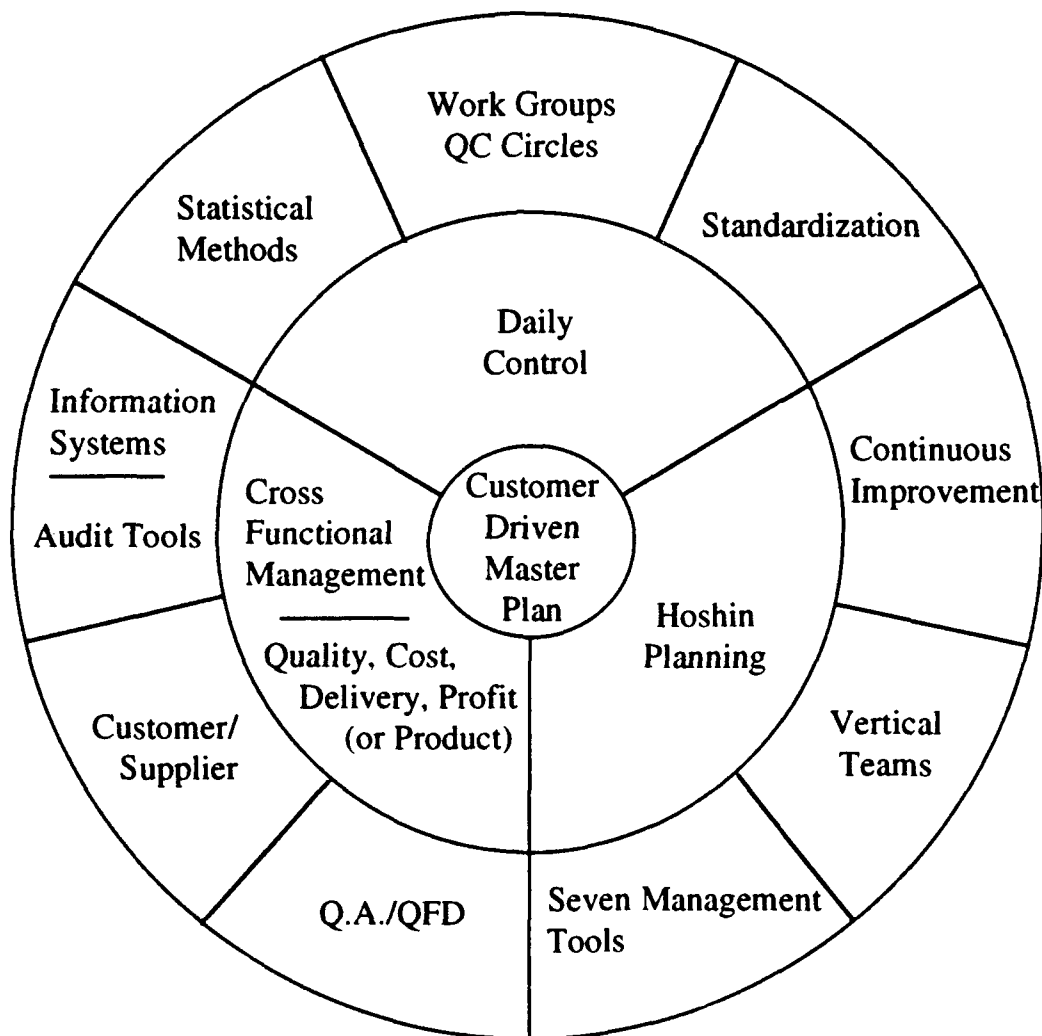 Work Groups
QC Circles
Statistical
Methods
Standardization
Daily
Control
Information
Systems
Audit Tools
Continuous
Improvement
Cross
Functional
Management
Quality, Cost,
Delivery, Profit
(or Product)
Customer
Driven
Master
Plan
Hoshin
Planning
Customer/
Supplier
Vertical
Teams
Q.A./QFD
Seven Management
Tools